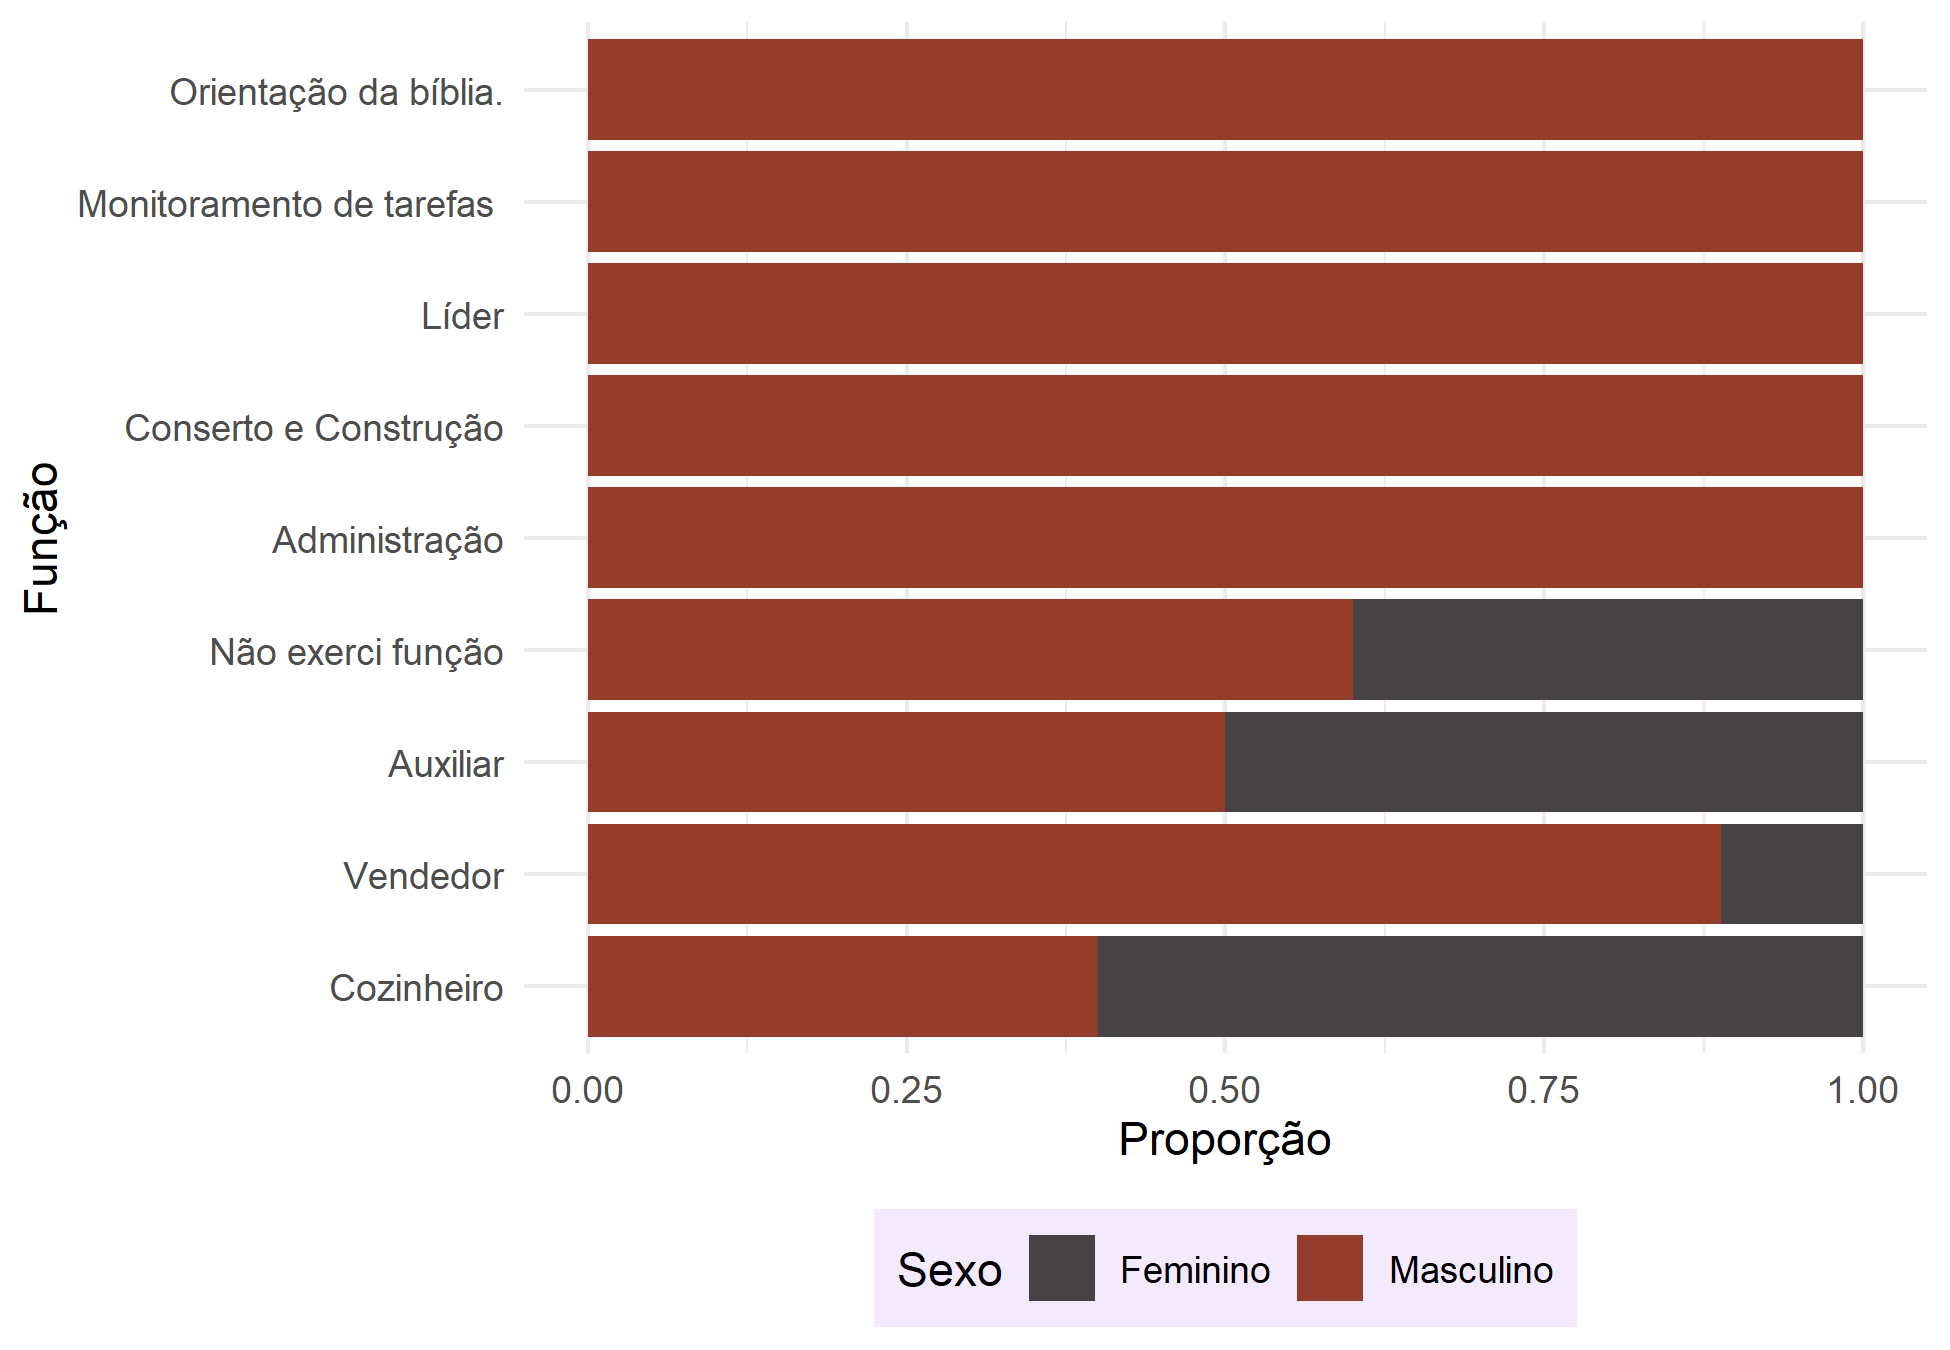 Função
Orientação da bíblia.
Monitoramento de tarefas
Líder
Conserto e Construção
Administração
Não exerci função
Auxiliar
Vendedor
Cozinheiro
0.00 0.25 0.50 0.75 1.00
Proporção
Sexo Feminino Masculino